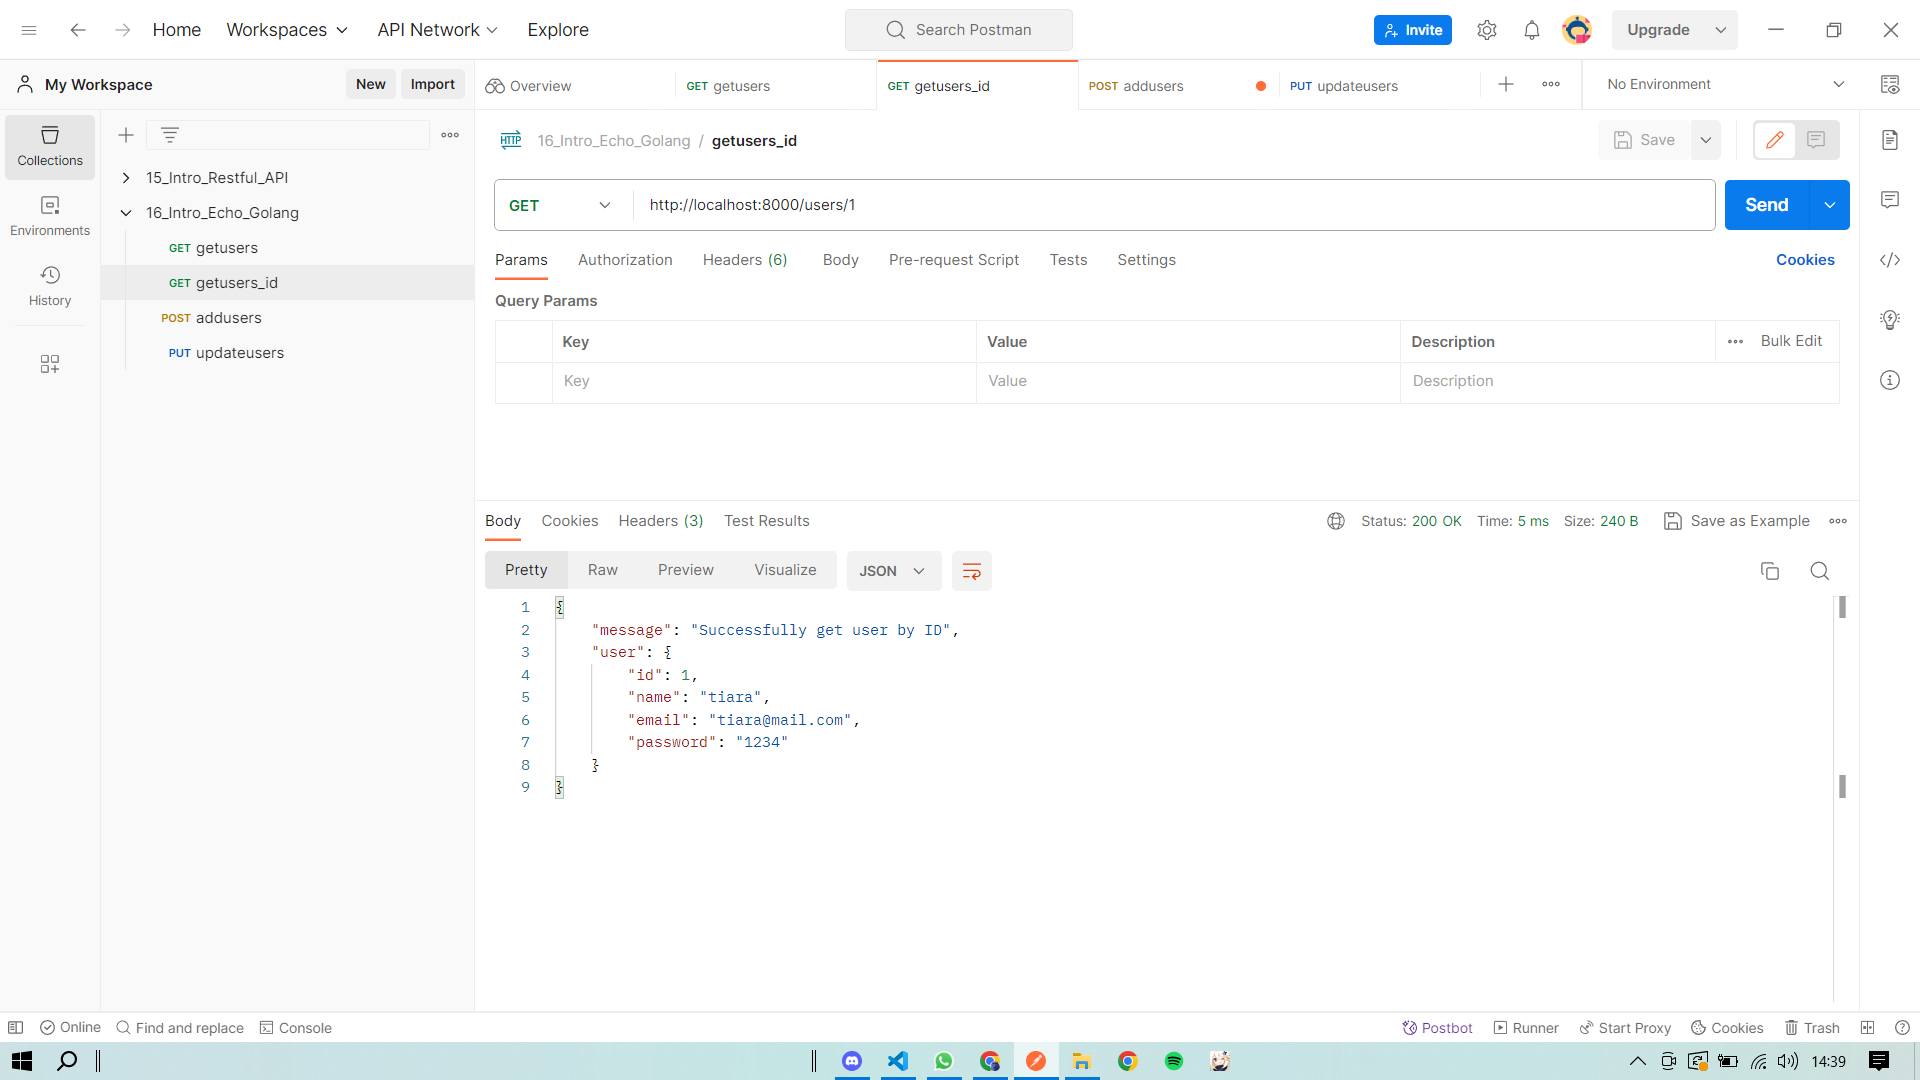 Home Workspaces API Network Explore Search Postman Invite Upgrade
My Workspace New Import Overview GET getusers GET getusers_id POST addusers PUT updateusers No Environment
Collections
Environments
History
15_Intro_Restful_API
16_Intro_Echo_Golang
GET getusers
GET getusers_id
POST addusers
PUT updateusers
HTTP 16_Intro_Echo_Golang / getusers_id Save
GET http://localhost:8000/users/1 Send
Params Authorization Headers (6) Body Pre-request Script Tests Settings Cookies
Query Params
Key Value Description Bulk Edit
Key Value Description
Body Cookies Headers (3) Test Results Status: 200 OK Time: 5 ms Size: 240 B Save as Example
Pretty Raw Preview Visualize JSON
1 {
2 "message": "Successfully get user by ID",
3 "user": {
4 "id": 1,
5 "name": "tiara",
6 "email": "tiara@mail.com",
7 "password": "1234"
8 }
9 }
Online Find and replace Console Postbot Runner Start Proxy Cookies Trash
14:39